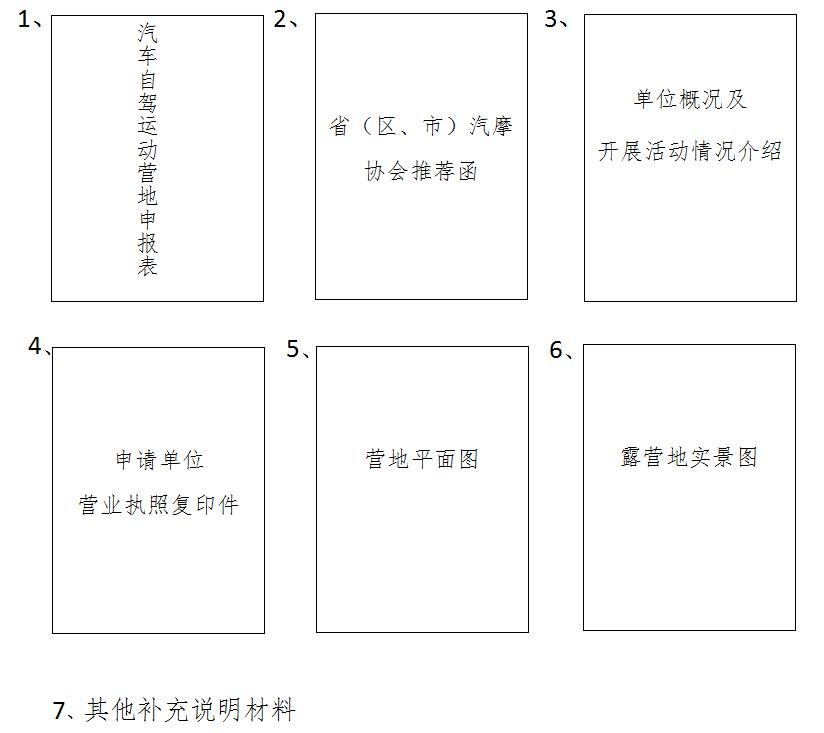 1、
汽车自驾运动营地申报表
2、
省（区、市）汽摩
协会推荐函
3、
单位概况及
开展活动情况介绍
4、
申请单位
营业执照复印件
5、
营地平面图
6、
露营地实景图
7、其他补充说明材料